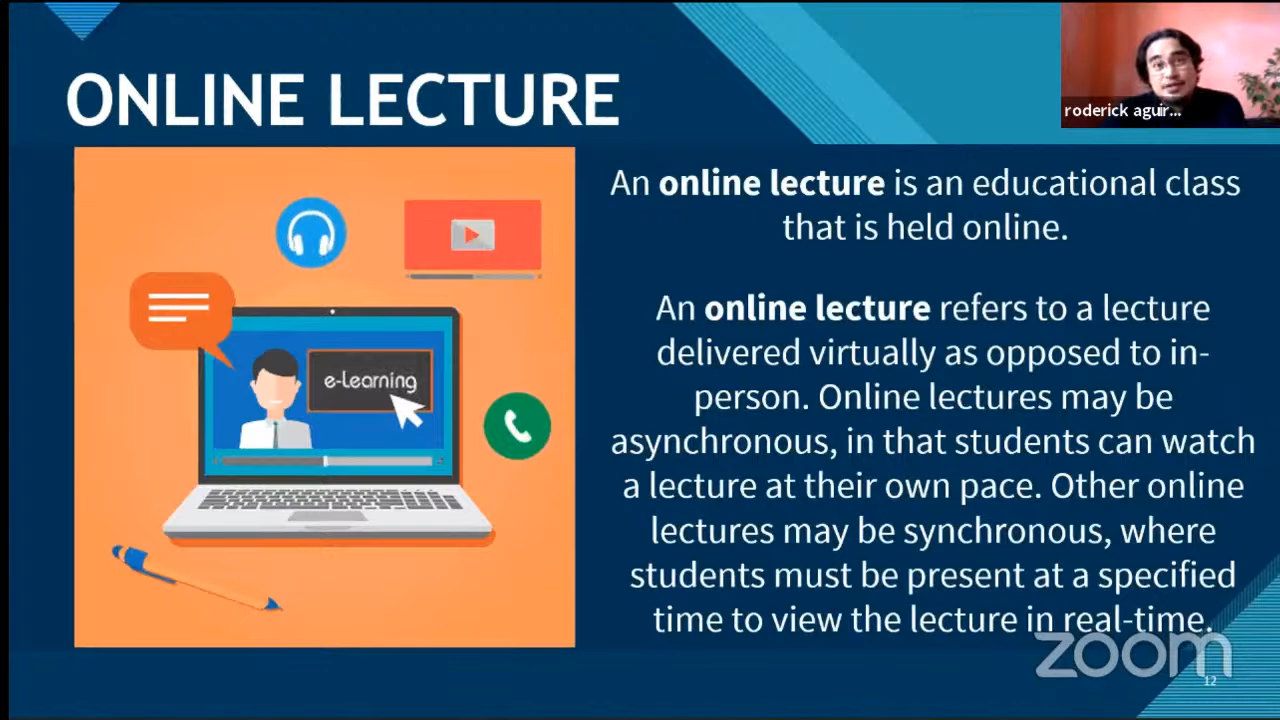 ONLINE LECTURE
roderick aguir...
An online lecture is an educational class
that is held online.
An online lecture refers to a lecture
delivered virtually as opposed to in-
person. Online lectures may be
asynchronous, in that students can watch
a lecture at their own pace. Other online
lectures may be synchronous, where
students must be present at a specified
time to view the lecture in real-time.
e-Learning
zoom
12